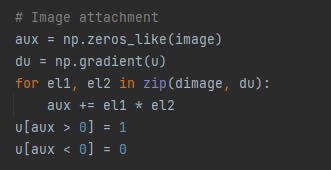 # Image attachment
aux = np.zeros_like(image)
du = np.gradient(u)
for el1, el2 in zip(dimage, du):
    aux += el1 * el2
u[aux > 0] = 1
u[aux < 0] = 0